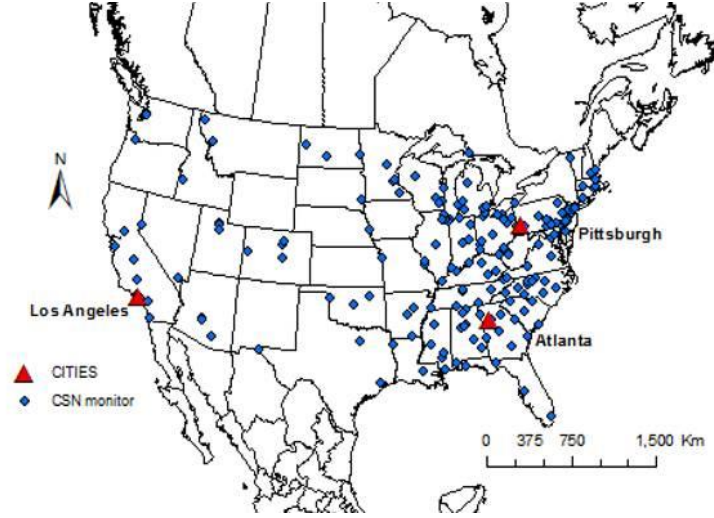 N
Pittsburgh
Los Angeles
Atlanta
CITIES
CSN monitor
0 375 750 1,500 Km